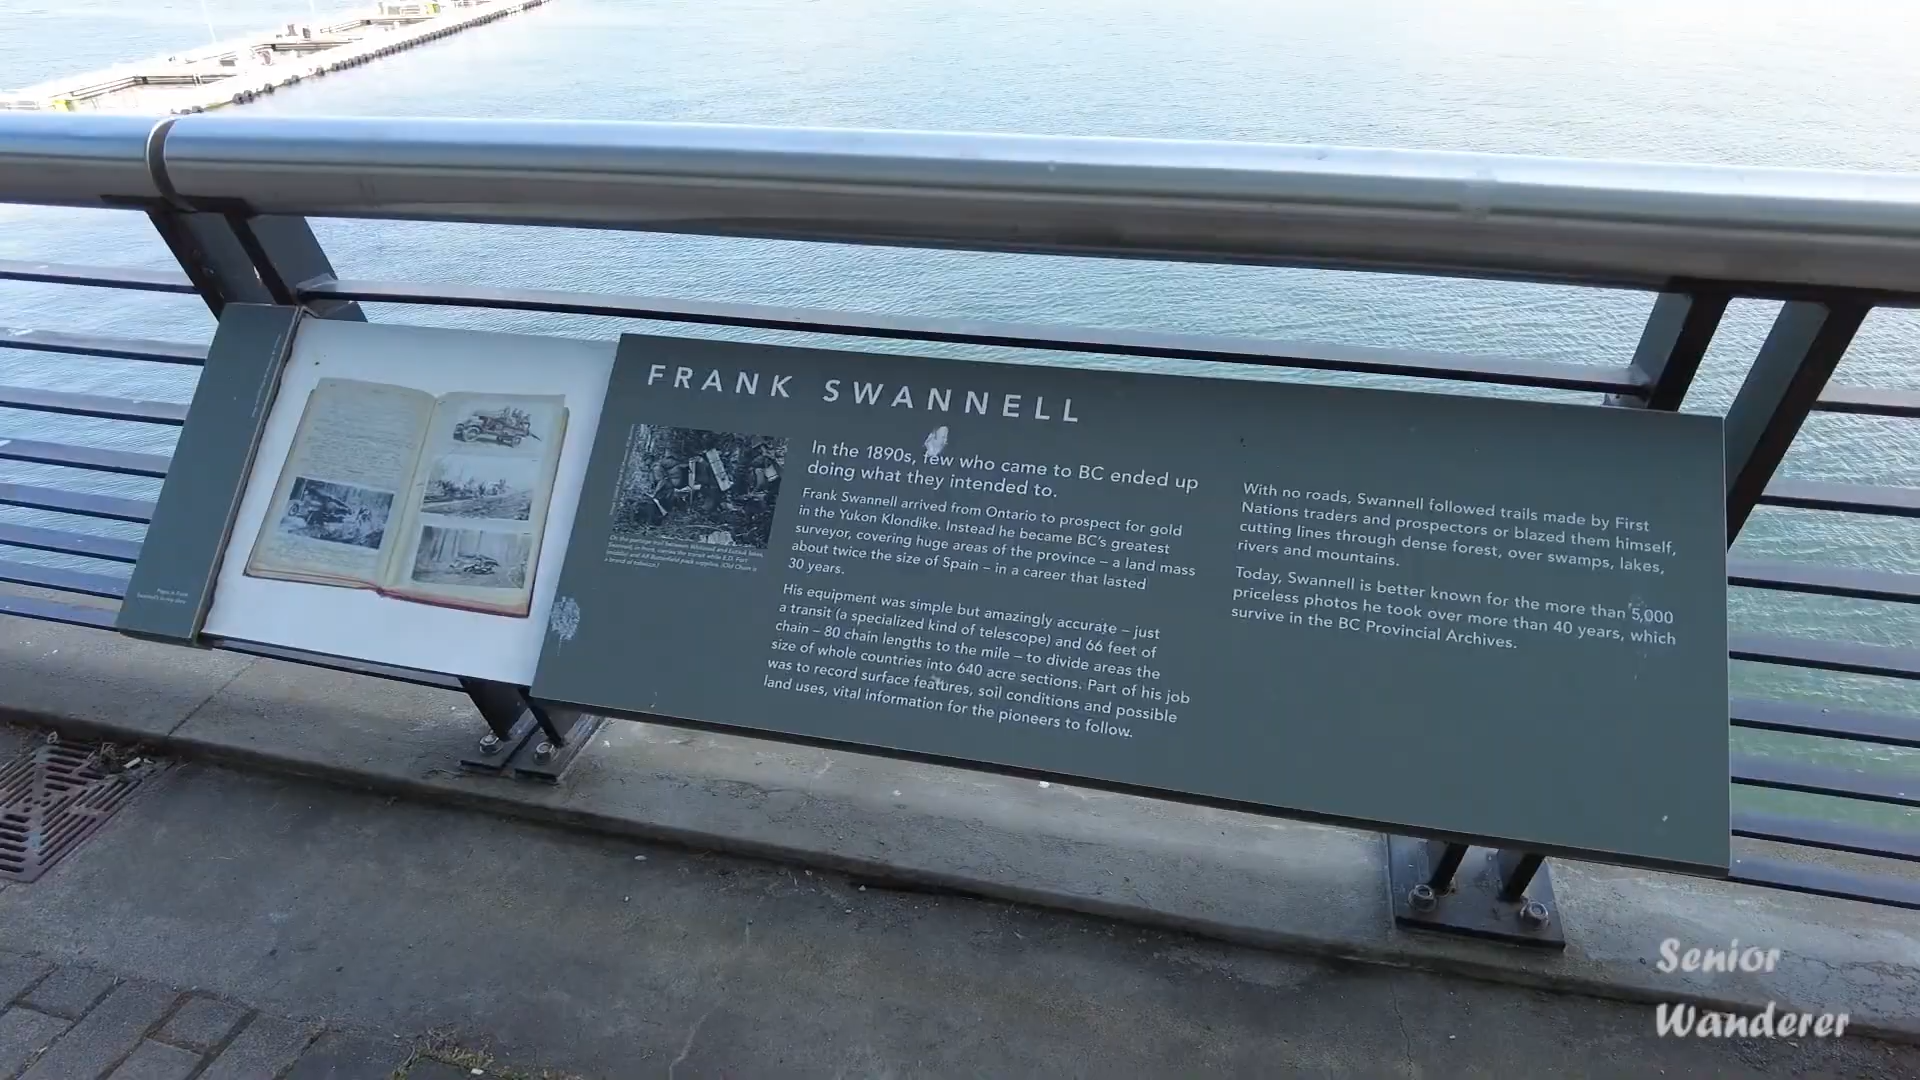 FRANK SWANNELL
In the 1890s, few who came to BC ended up
doing what they intended to.
Frank Swannell arrived from Ontario to prospect for gold
in the Yukon Klondike. Instead he became BC's greatest
surveyor, covering huge areas of the province – a land mass
about twice the size of Spain – in a career that lasted
30 years.
His equipment was simple but amazingly accurate – just
a transit (a specialized kind of telescope) and 66 feet of
chain – 80 chain lengths to the mile – to divide areas the
size of whole countries into 640 acre sections. Part of his job
was to record surface features, soil conditions and possible
land uses, vital information for the pioneers to follow.
With no roads, Swannell followed trails made by First
Nations traders and prospectors or blazed them himself,
cutting lines through dense forest, over swamps, lakes,
rivers and mountains.
Today, Swannell is better known for the more than 5,000
priceless photos he took over more than 40 years, which
survive in the BC Provincial Archives.
Senior
Wanderer